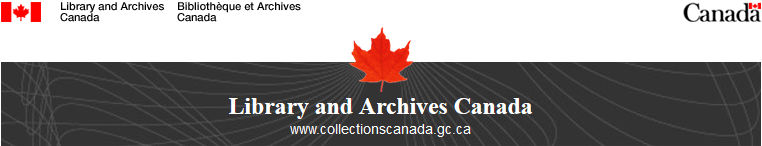 Library and Archives
Canada
Bibliothèque et Archives
Canada
Canada
Library and Archives Canada
www.collectionscanada.gc.ca